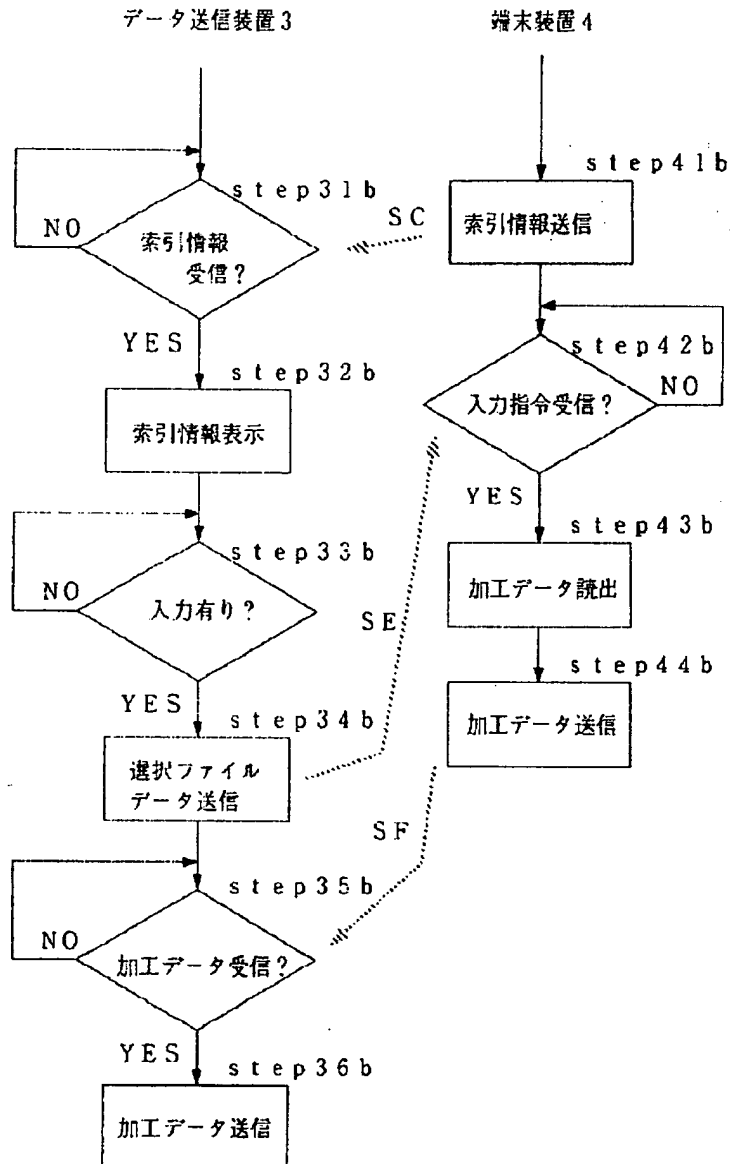 データ送信装置3
端末装置4
step31b
索引情報
受信?
NO
YES
SC
step41b
索引情報送信
step32b
索引情報表示
step42b
入力指令受信?
NO
YES
step33b
入力有り?
NO
YES
SE
step43b
加工データ読出
step34b
選択ファイル
データ送信
step44b
加工データ送信
SF
step35b
加工データ受信?
NO
YES
step36b
加工データ送信